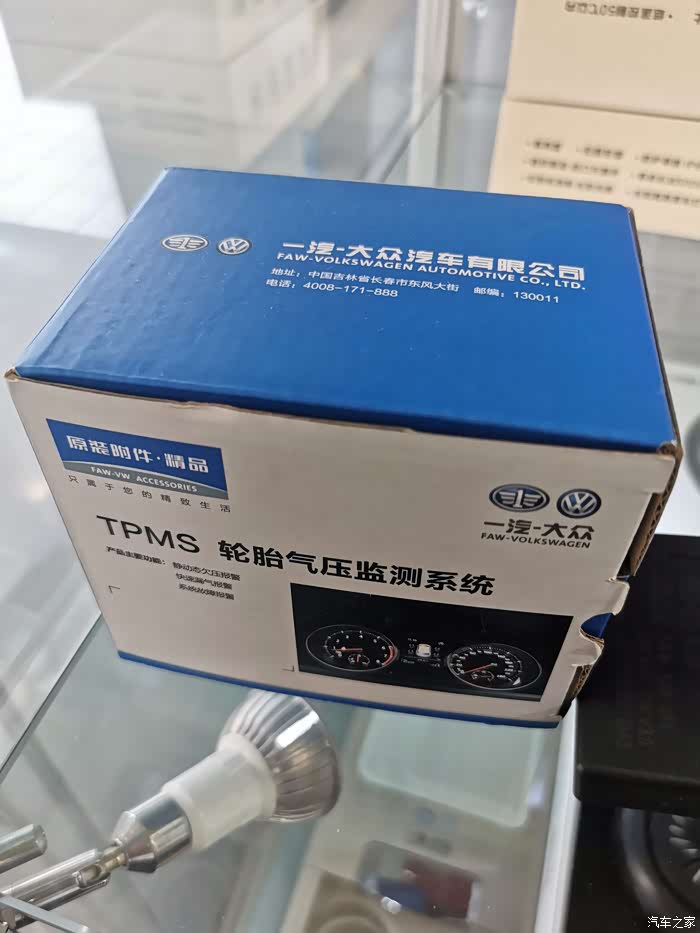 一汽-大众汽车有限公司
FAW-VOLKSWAGEN AUTOMOTIVE CO., LTD.
地址：中国吉林省长春市东风大街 邮编：130011
电话：4008-171-888
原装附件·精品
FAW-VW ACCESSORIES
只属于您的精致生活
一汽-大众
FAW-VOLKSWAGEN
TPMS 轮胎气压监测系统
产品主要功能：静动态欠压报警
快速漏气报警
系统故障报警
汽车之家